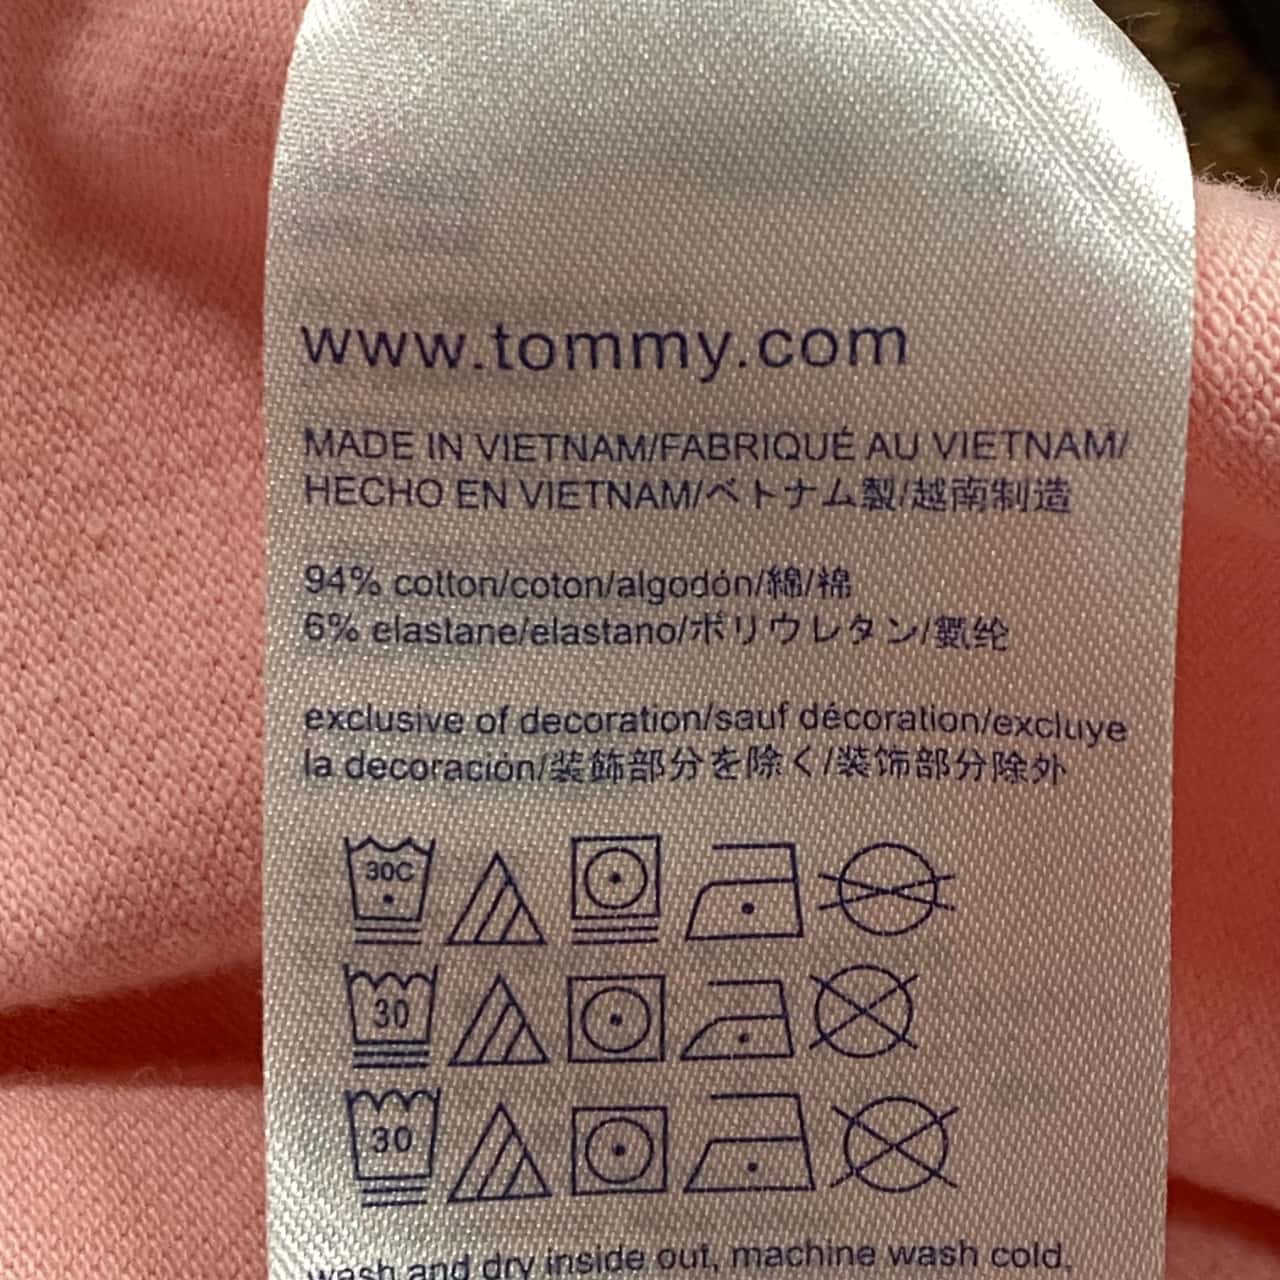 www.tommy.com
MADE IN VIETNAM/FABRIQUÉ AU VIETNAM/
HECHO EN VIETNAM/ベトナム製/越南制造
94% cotton/coton/algodón/綿/棉
6% elastane/elastano/ポリウレタン/氨纶
exclusive of decoration/sauf décoration/excluye
la decoración/装飾部分を除く/装饰部分除外
30C
30
30
wash and dry inside out, machine wash cold,